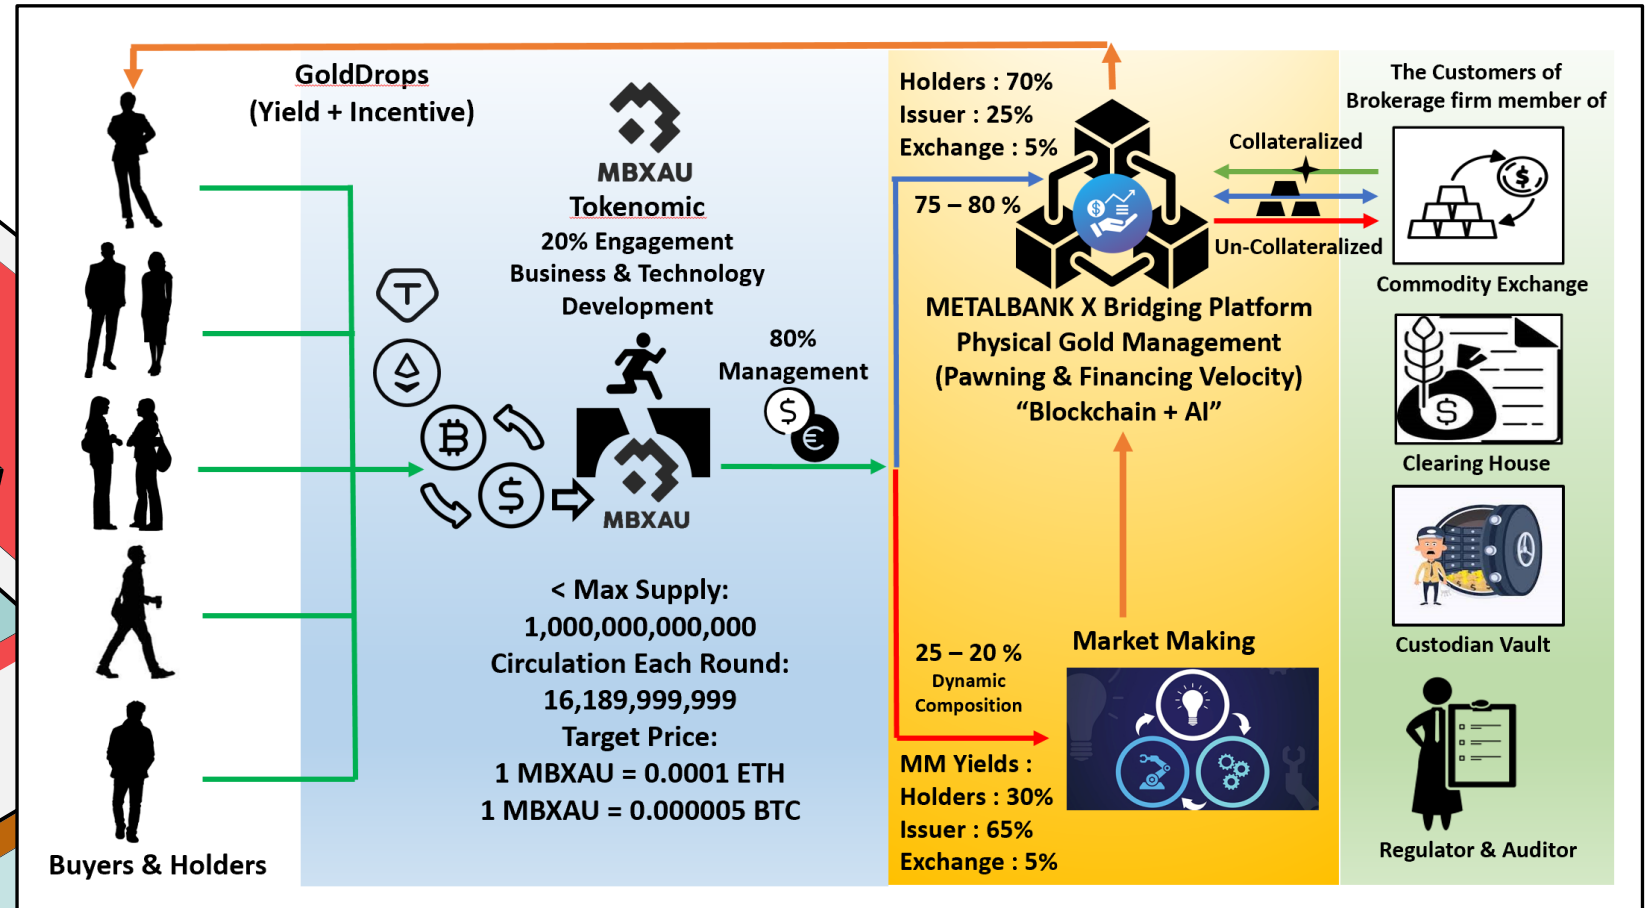 GoldDrops
(Yield + Incentive)
Buyers & Holders
MBXAU
Tokenomic
20% Engagement
Business & Technology
Development
80%
Management
MBXAU
< Max Supply:
1,000,000,000,000
Circulation Each Round:
16,189,999,999
Target Price:
1 MBXAU = 0.0001 ETH
1 MBXAU = 0.000005 BTC
Holders : 70%
Issuer : 25%
Exchange : 5%
75 – 80 %
METALBANK X Bridging Platform
Physical Gold Management
(Pawning & Financing Velocity)
“Blockchain + AI”
25 – 20 %
Dynamic
Composition
Market Making
MM Yields :
Holders : 30%
Issuer : 65%
Exchange : 5%
Collateralized
Un-Collateralized
The Customers of
Brokerage firm member of
Commodity Exchange
Clearing House
Custodian Vault
Regulator & Auditor